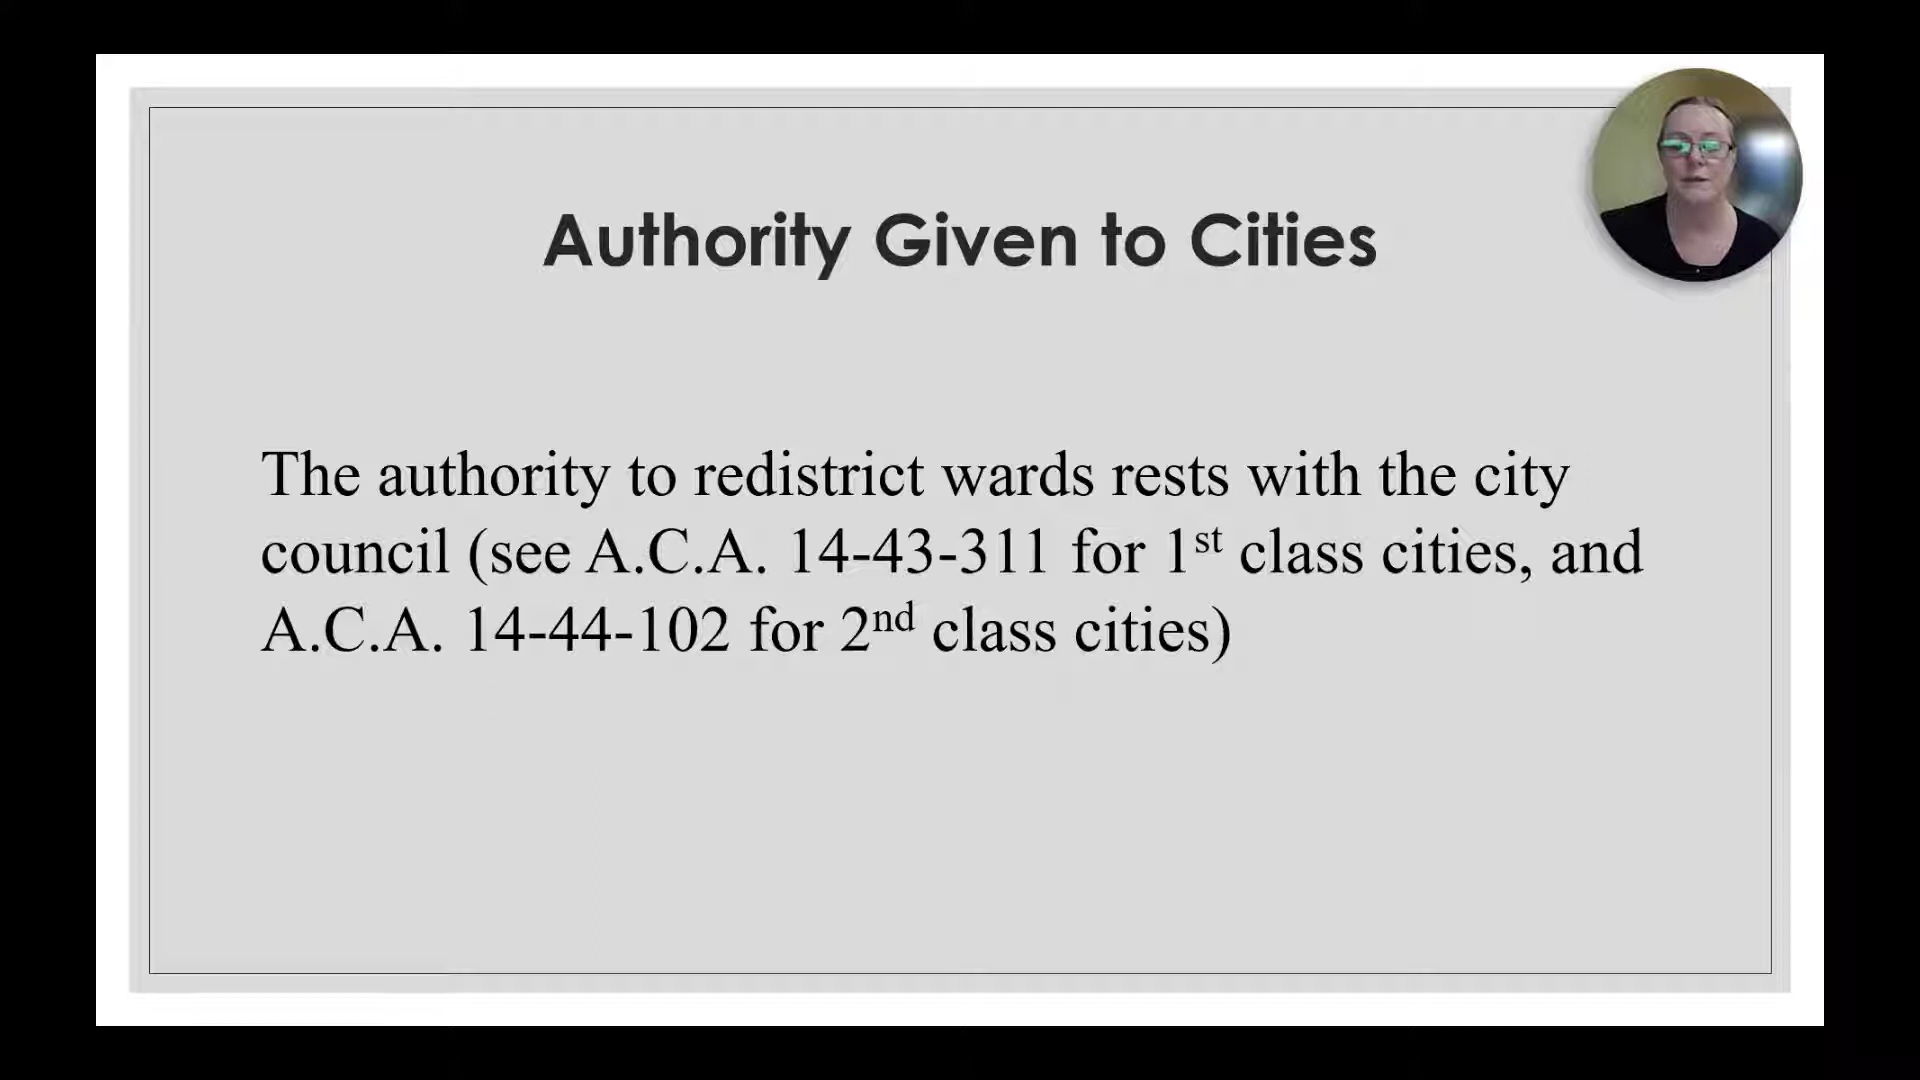 Authority Given to Cities
The authority to redistrict wards rests with the city
council (see A.C.A. 14-43-311 for 1st class cities, and
A.C.A. 14-44-102 for 2nd class cities)